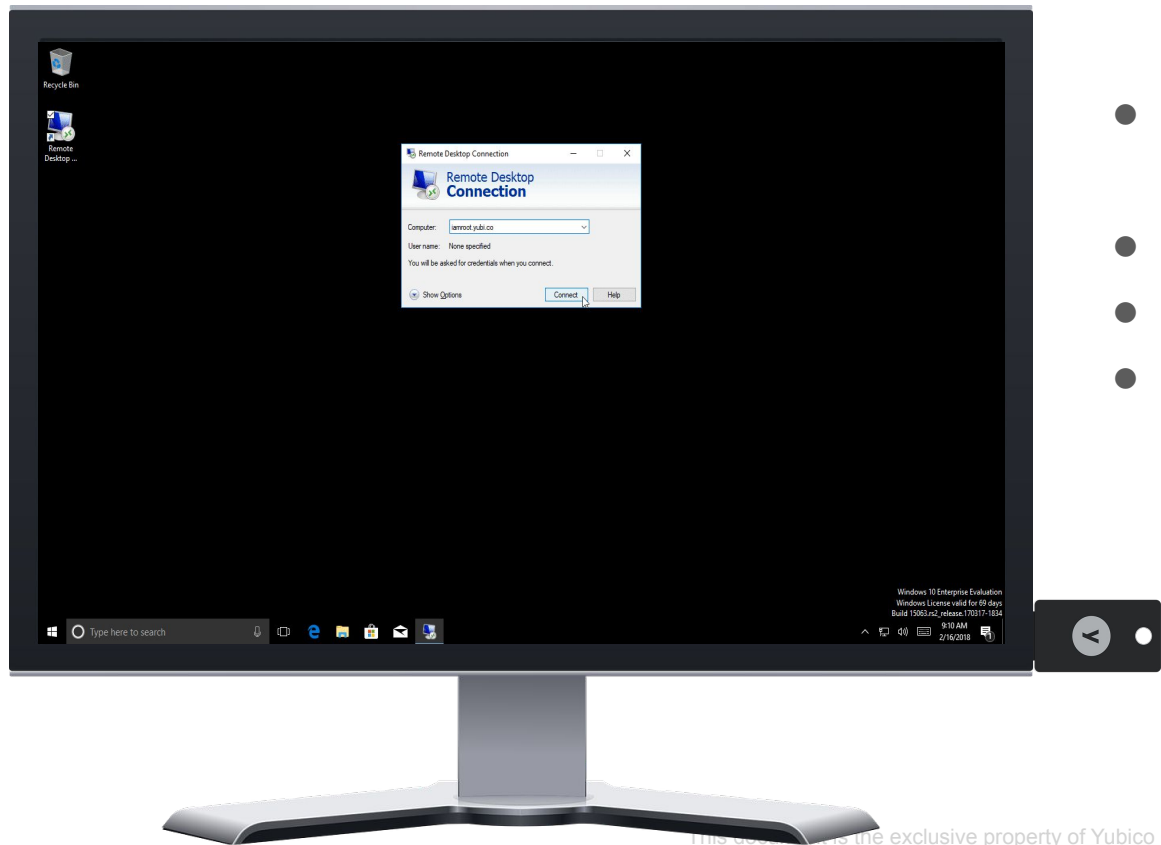 Recycle Bin
Remote
Desktop ...
Remote Desktop Connection
Remote Desktop
Connection
Computer: iamroot.yubi.co
User name: None specified
You will be asked for credentials when you connect.
Show Options
Connect
Help
Windows 10 Enterprise Evaluation
Windows License valid for 69 days
Build 15063.rs2_release.170317-1834
Type here to search
9:10 AM
2/16/2018
This document is the exclusive property of Yubico